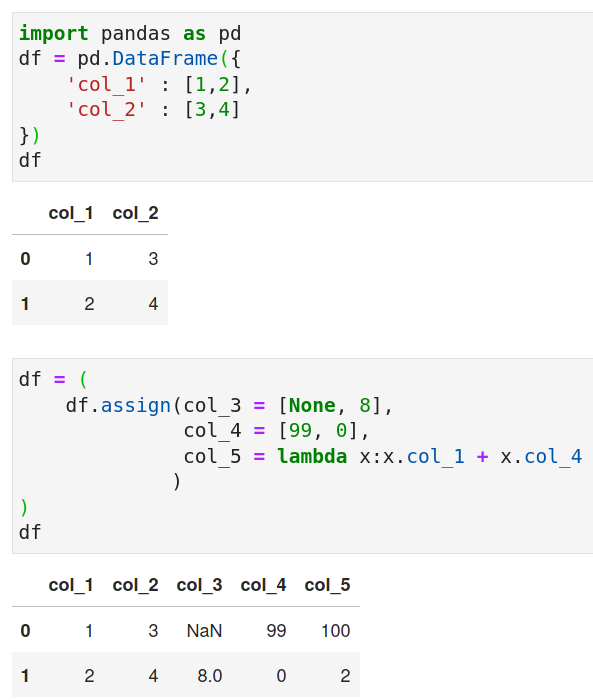 import pandas as pd
df = pd.DataFrame({
    'col_1' : [1,2],
    'col_2' : [3,4]
})
df
col_1 col_2
0 1 3
1 2 4
df = (
    df.assign(col_3 = [None, 8],
              col_4 = [99, 0],
              col_5 = lambda x:x.col_1 + x.col_4
             )
)
df
col_1 col_2 col_3 col_4 col_5
0 1 3 NaN 99 100
1 2 4 8.0 0 2